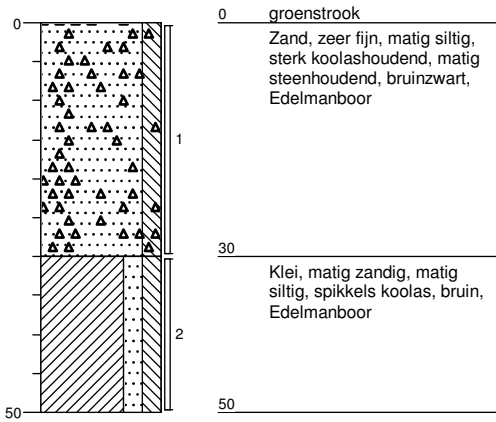 0
0 groenstrook
Zand, zeer fijn, matig siltig,
sterk koolashoudend, matig
steenhoudend, bruinzwart,
Edelmanboor
1
30
Klei, matig zandig, matig
siltig, spikkels koolas, bruin,
Edelmanboor
2
50
50